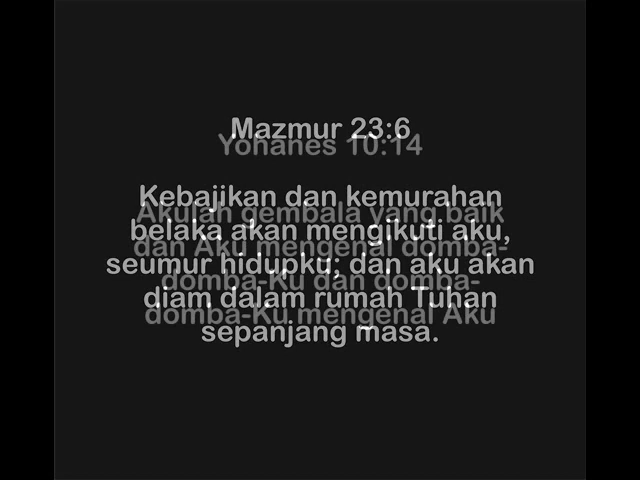 Mazmur 23:6
Yohanes 10:14
Kebajikan dan kemurahan
Akulah gembala yang baik
belaka akan mengikuti aku,
dan Aku mengenal domba-
seumur hidupku; dan aku akan
domba-Ku dan domba-
diam dalam rumah Tuhan
domba-Ku mengenal Aku
sepanjang masa.